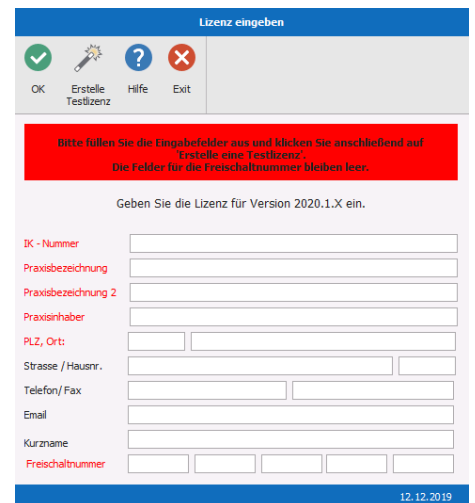 Lizenz eingeben
OK
Erstelle
Testlizenz
Hilfe
Exit
Bitte füllen Sie die Eingabefelder aus und klicken Sie anschließend auf
'Erstelle eine Testlizenz'.
Die Felder für die Freischaltnummer bleiben leer.
Geben Sie die Lizenz für Version 2020.1.X ein.
IK - Nummer
Praxisbezeichnung
Praxisbezeichnung 2
Praxisinhaber
PLZ, Ort:
Strasse / Hausnr.
Telefon/ Fax
Email
Kurzname
Freischaltnummer
12.12.2019